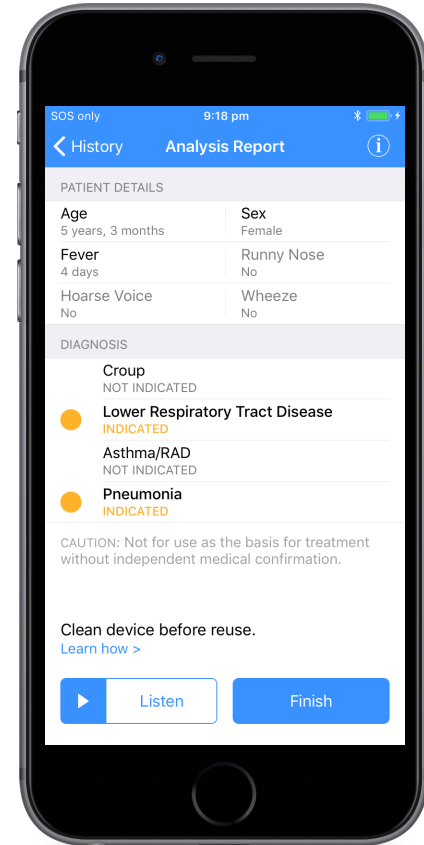 SOS only 9:18 pm
History Analysis Report i
PATIENT DETAILS
Age Sex
5 years, 3 months Female
Fever Runny Nose
4 days No
Hoarse Voice Wheeze
No No
DIAGNOSIS
Croup
NOT INDICATED
Lower Respiratory Tract Disease
INDICATED
Asthma/RAD
NOT INDICATED
Pneumonia
INDICATED
CAUTION: Not for use as the basis for treatment
without independent medical confirmation.
Clean device before reuse.
Learn how >
Listen Finish